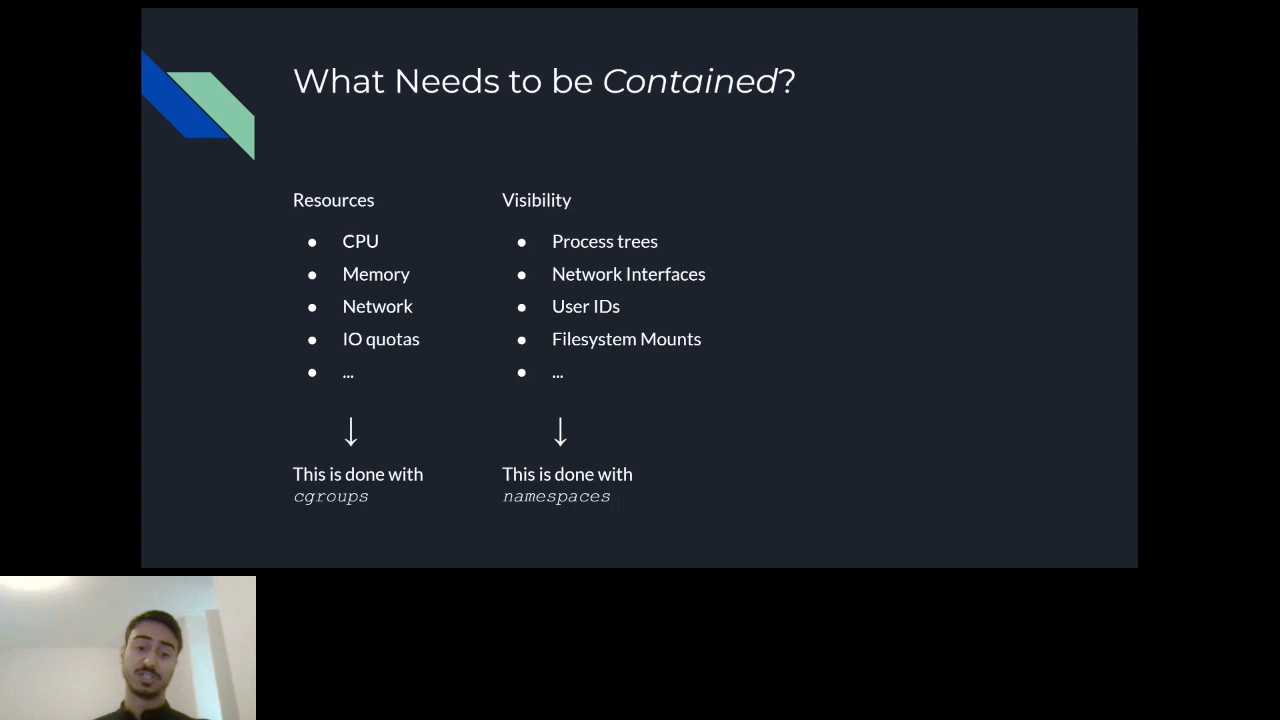 What Needs to be Contained?
Resources
● CPU
● Memory
● Network
● IO quotas
● ...
↓
This is done with
cgroups
Visibility
● Process trees
● Network Interfaces
● User IDs
● Filesystem Mounts
● ...
↓
This is done with
namespaces